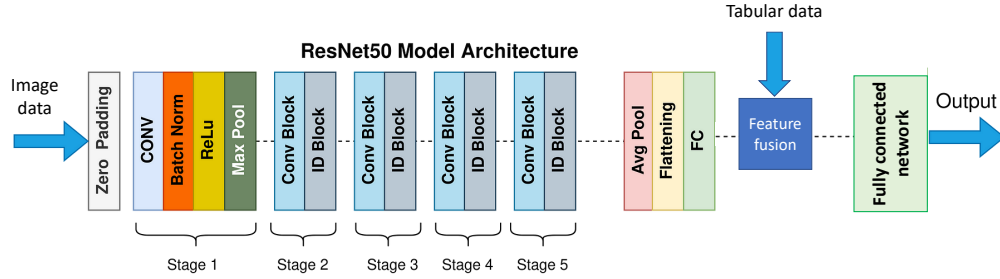 Tabular data
ResNet50 Model Architecture
Image
data
Zero Padding
CONV
Batch Norm
ReLu
Max Pool
Conv Block
ID Block
Conv Block
ID Block
Conv Block
ID Block
Conv Block
ID Block
Avg Pool
Flattening
FC
Feature
fusion
Fully connected
network
Output
Stage 1
Stage 2
Stage 3
Stage 4
Stage 5